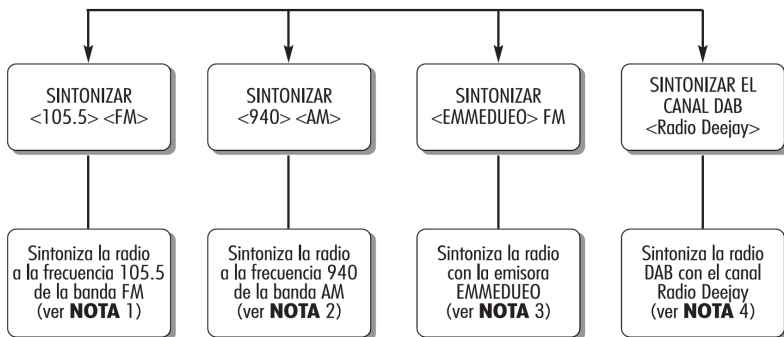 SINTONIZAR
<105.5> <FM>
SINTONIZAR
<940> <AM>
SINTONIZAR
<EMMEDUEO> FM
SINTONIZAR EL
CANAL DAB
<Radio Deejay>
Sintoniza la radio
a la frecuencia 105.5
de la banda FM
(ver NOTA 1)
Sintoniza la radio
a la frecuencia 940
de la banda AM
(ver NOTA 2)
Sintoniza la radio
con la emisora
EMMEDUEO
(ver NOTA 3)
Sintoniza la radio
DAB con el canal
Radio Deejay
(ver NOTA 4)